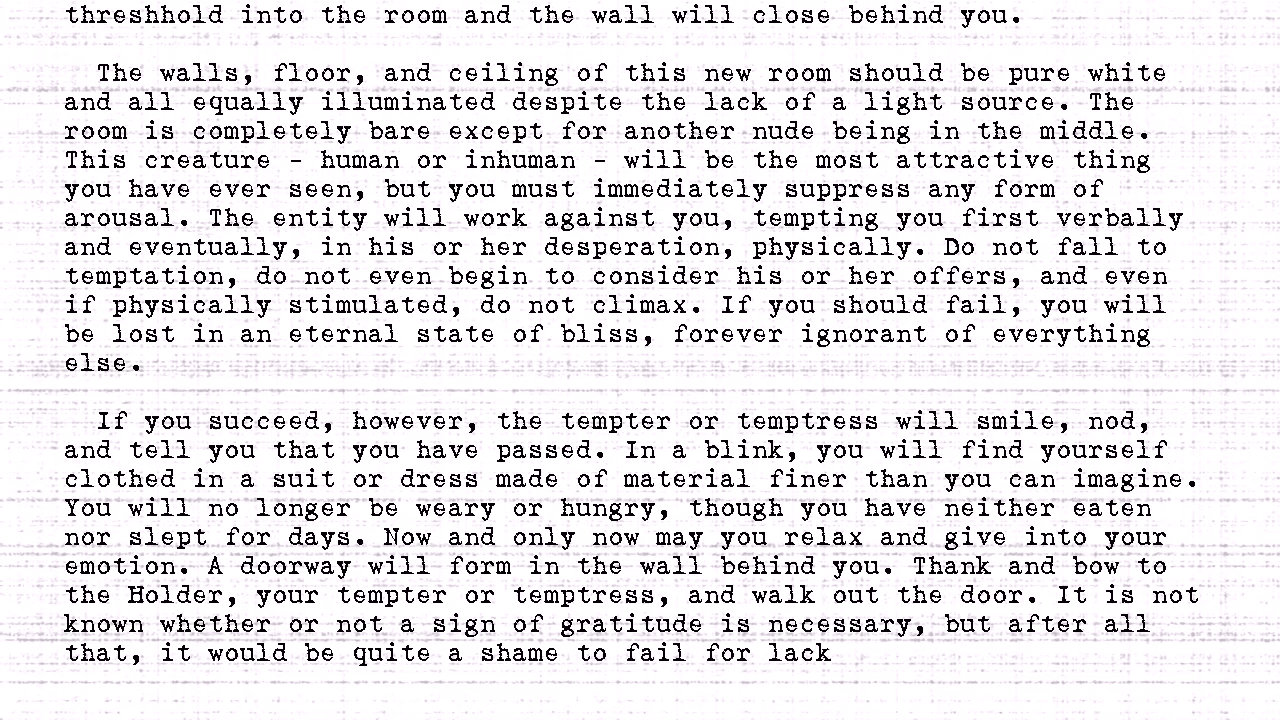 threshhold into the room and the wall will close behind you.
The walls, floor, and ceiling of this new room should be pure white
and all equally illuminated despite the lack of a light source. The
room is completely bare except for another nude being in the middle.
This creature - human or inhuman - will be the most attractive thing
you have ever seen, but you must immediately suppress any form of
arousal. The entity will work against you, tempting you first verbally
and eventually, in his or her desperation, physically. Do not fall to
temptation, do not even begin to consider his or her offers, and even
if physically stimulated, do not climax. If you should fail, you will
be lost in an eternal state of bliss, forever ignorant of everything
else.
If you succeed, however, the tempter or temptress will smile, nod,
and tell you that you have passed. In a blink, you will find yourself
clothed in a suit or dress made of material finer than you can imagine.
You will no longer be weary or hungry, though you have neither eaten
nor slept for days. Now and only now may you relax and give into your
emotion. A doorway will form in the wall behind you. Thank and bow to
the Holder, your tempter or temptress, and walk out the door. It is not
known whether or not a sign of gratitude is necessary, but after all
that, it would be quite a shame to fail for lack